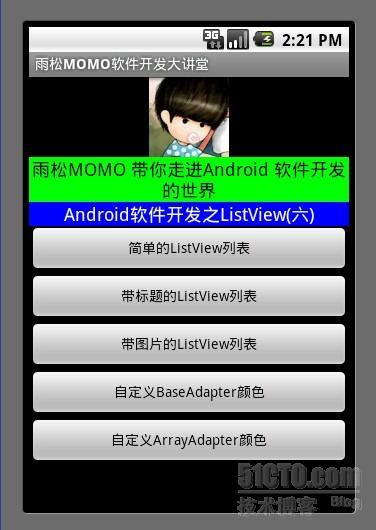 3G 2:21 PM
雨松MOMO软件开发大讲堂
雨松MOMO 带你走进Android 软件开发
的世界
Android软件开发之ListView(六)
简单的ListView列表
带标题的ListView列表
带图片的ListView列表
自定义BaseAdapter颜色
自定义ArrayAdapter颜色
51CTO.com
技术博客 Blog